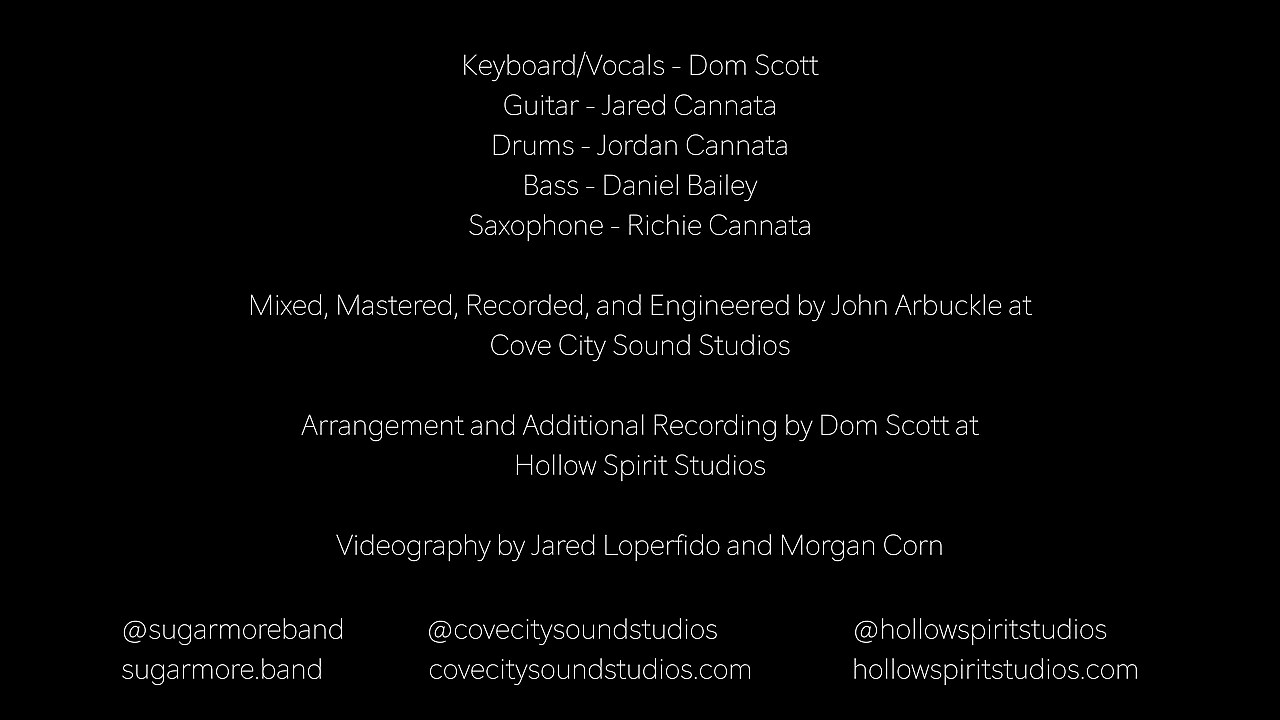 Keyboard/Vocals - Dom Scott
Guitar - Jared Cannata
Drums - Jordan Cannata
Bass - Daniel Bailey
Saxophone - Richie Cannata
Mixed, Mastered, Recorded, and Engineered by John Arbuckle at
Cove City Sound Studios
Arrangement and Additional Recording by Dom Scott at
Hollow Spirit Studios
Videography by Jared Loperfido and Morgan Corn
@sugarmoreband
sugarmore.band
@covecitysoundstudios
covecitysoundstudios.com
@hollowspiritstudios
hollowspiritstudios.com